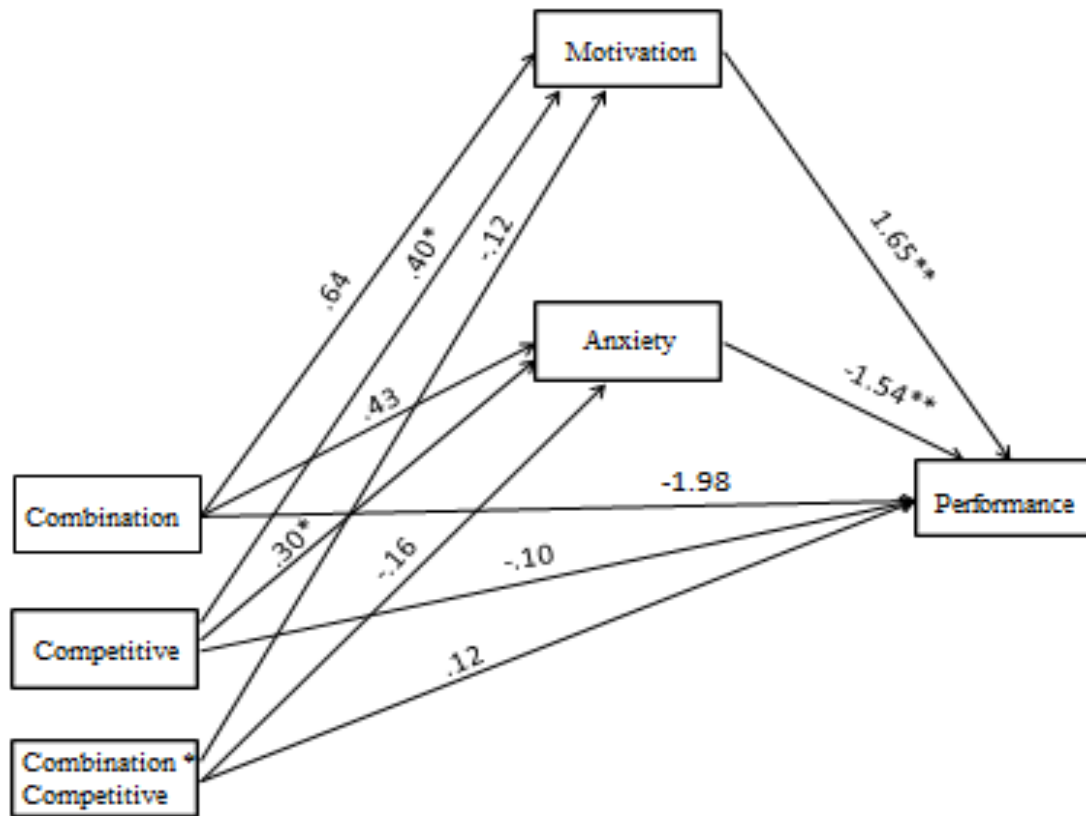 Motivation
.64
.40*
-.12
1.65**
Anxiety
.43
-1.54**
Combination
-1.98
Performance
.30*
-.16
-.10
Competitive
.12
Combination *
Competitive